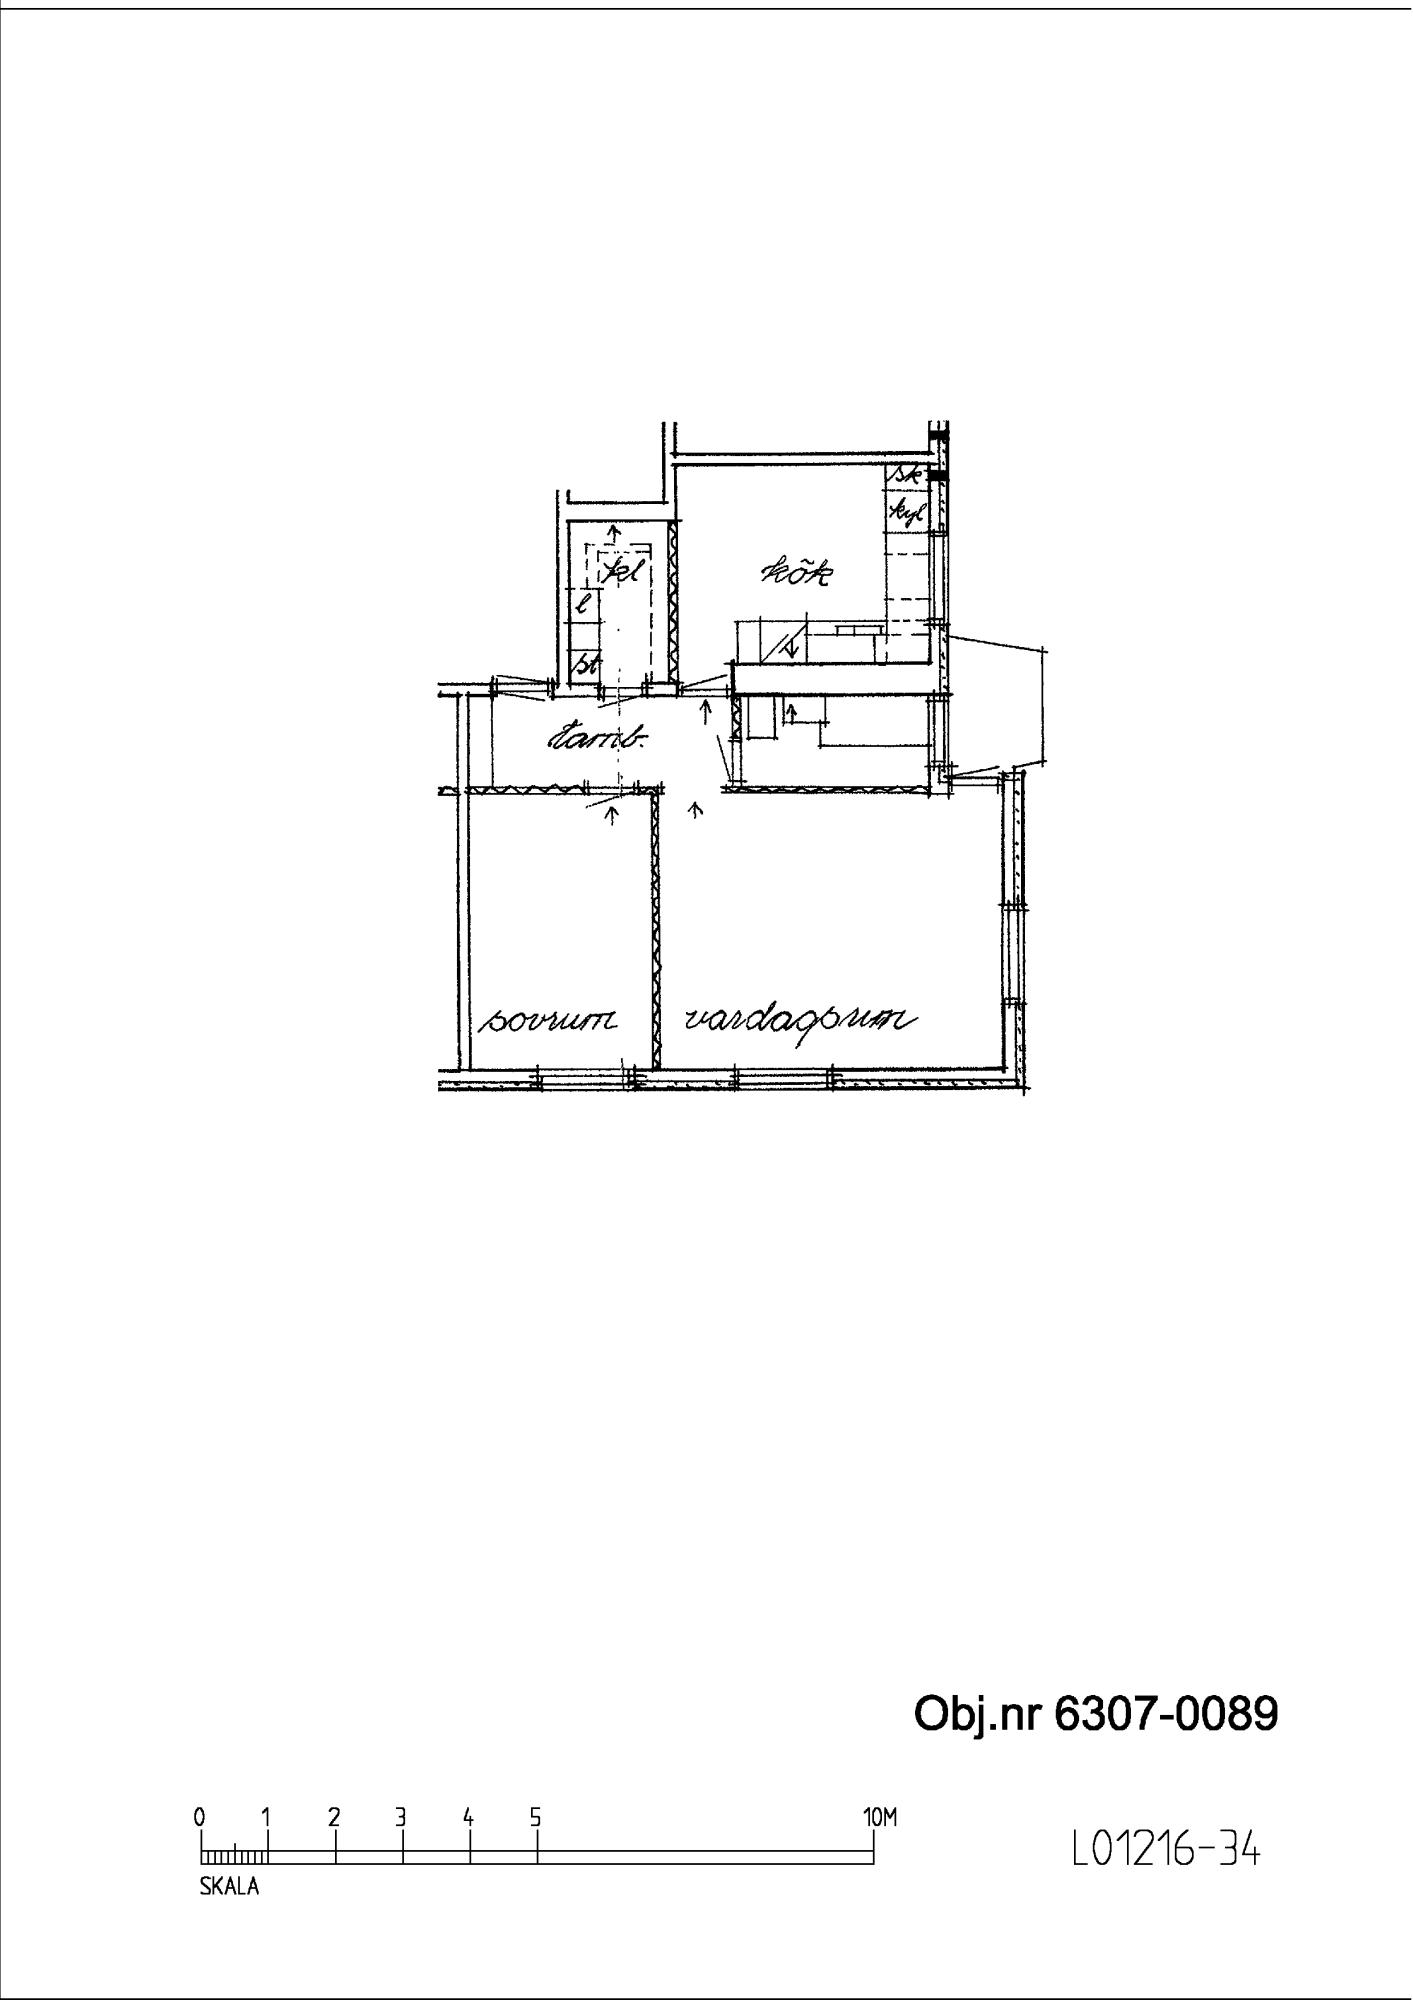 sk
kyl
kl
kök
l
st
tamb.
sovrum vardagsrum
Obj.nr 6307-0089
0 1 2 3 4 5 10M
SKALA
L01216-34